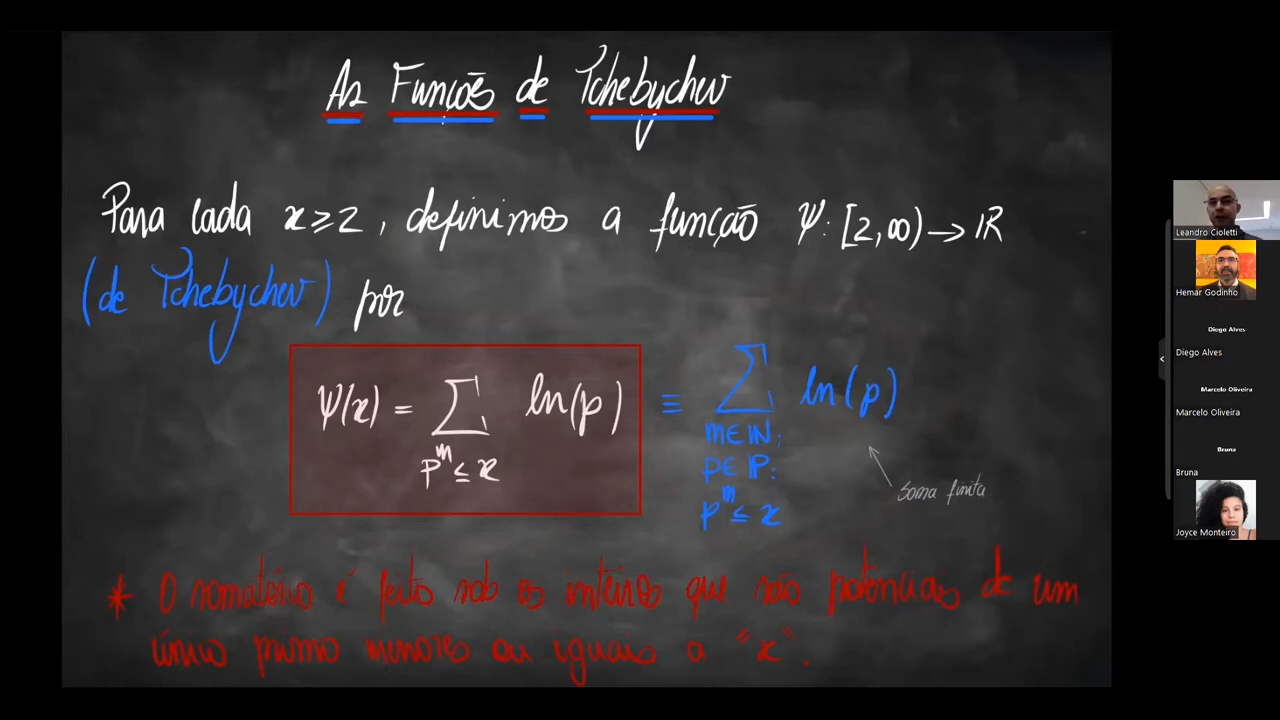 As Funções de Tchebychev
Para cada x ≥ 2, definimos a função ψ: [2, ∞) → ℝ
(de Tchebychev) por
ψ(x) = ∑ ln(p) ≡ ∑ ln(p)
p^m ≤ x
m ∈ ℕ;
p ∈ ℙ:
p^m ≤ x
soma finita
* O somatório é feito sob os inteiros que são potências de um
único primo menores ou iguais a "x".
Leandro Cioletti
Hemar Godinho
Diego Alves
Diego Alves
Marcelo Oliveira
Marcelo Oliveira
Bruna
Bruna
Joyce Monteiro